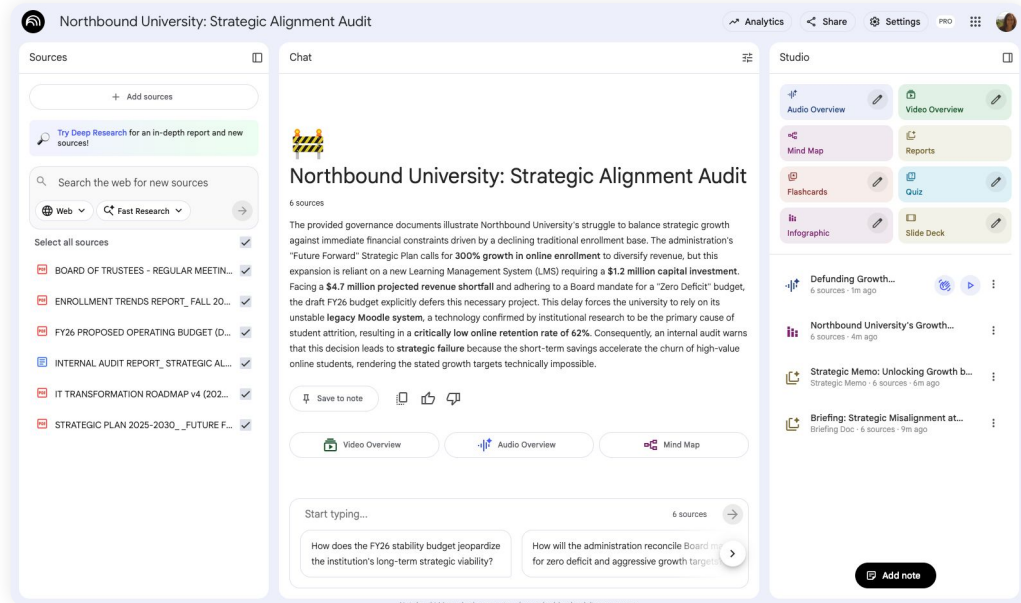 Northbound University: Strategic Alignment Audit
Analytics
Share
Settings
PRO
Sources
+ Add sources
Try Deep Research for an in-depth report and new
sources!
Search the web for new sources
Web
Fast Research
Select all sources
BOARD OF TRUSTEES - REGULAR MEETIN...
ENROLLMENT TRENDS REPORT_ FALL 20...
FY26 PROPOSED OPERATING BUDGET (D...
INTERNAL AUDIT REPORT_ STRATEGIC AL...
IT TRANSFORMATION ROADMAP v4 (202...
STRATEGIC PLAN 2025-2030_ _FUTURE F...
Chat
Northbound University: Strategic Alignment Audit
6 sources
The provided governance documents illustrate Northbound University's struggle to balance strategic growth
against immediate financial constraints driven by a declining traditional enrollment base. The administration's
"Future Forward" Strategic Plan calls for 300% growth in online enrollment to diversify revenue, but this
expansion is reliant on a new Learning Management System (LMS) requiring a $1.2 million capital investment.
Facing a $4.7 million projected revenue shortfall and adhering to a Board mandate for a "Zero Deficit" budget,
the draft FY26 budget explicitly defers this necessary project. This delay forces the university to rely on its
unstable legacy Moodle system, a technology confirmed by institutional research to be the primary cause of
student attrition, resulting in a critically low online retention rate of 62%. Consequently, an internal audit warns
that this decision leads to strategic failure because the short-term savings accelerate the churn of high-value
online students, rendering the stated growth targets technically impossible.
Save to note
Video Overview
Audio Overview
Mind Map
Start typing...
6 sources
How does the FY26 stability budget jeopardize
the institution's long-term strategic viability?
How will the administration reconcile Board
for zero deficit and aggressive growth targets
Studio
Audio Overview
Video Overview
Mind Map
Reports
Flashcards
Quiz
Infographic
Slide Deck
Defunding Growth...
6 sources · 1m ago
Northbound University's Growth...
6 sources · 4m ago
Strategic Memo: Unlocking Growth b...
Strategic Memo · 6 sources · 6m ago
Briefing: Strategic Misalignment at...
Briefing Doc · 6 sources · 9m ago
Add note